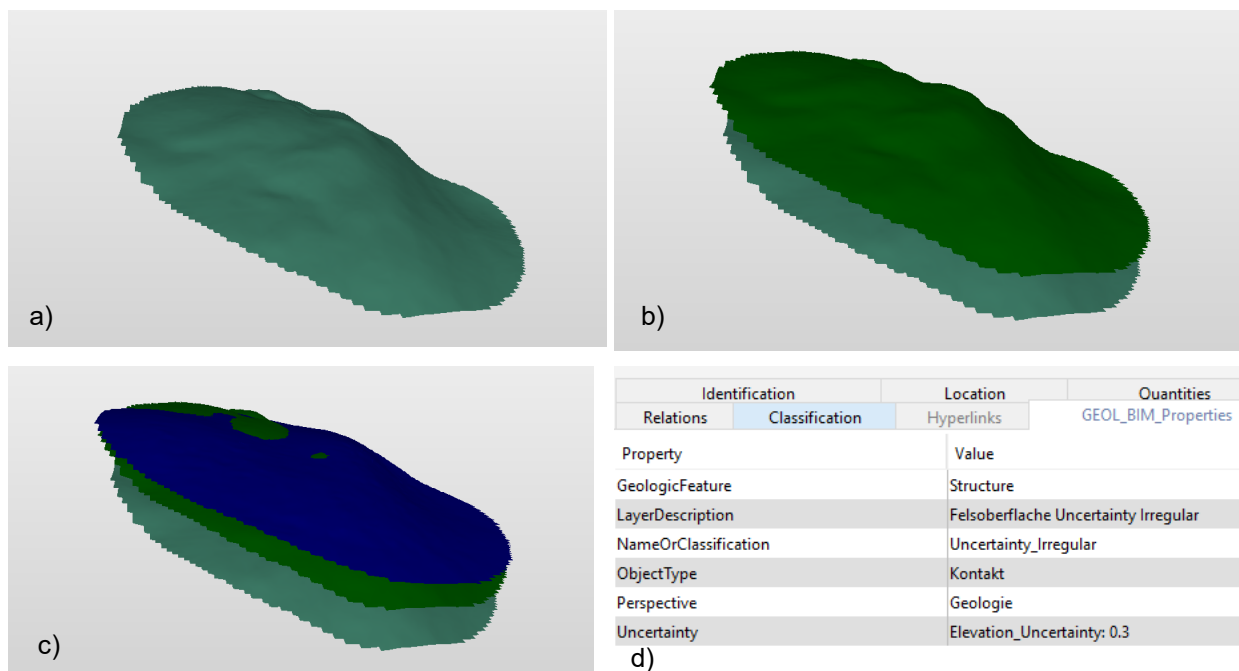 a)
b)
c)
Identification Location Quantities
Relations Classification Hyperlinks GEOL_BIM_Properties
Property Value
GeologicFeature Structure
LayerDescription Felsoberflache Uncertainty Irregular
NameOrClassification Uncertainty_Irregular
ObjectType Kontakt
Perspective Geologie
Uncertainty Elevation_Uncertainty: 0.3
d)